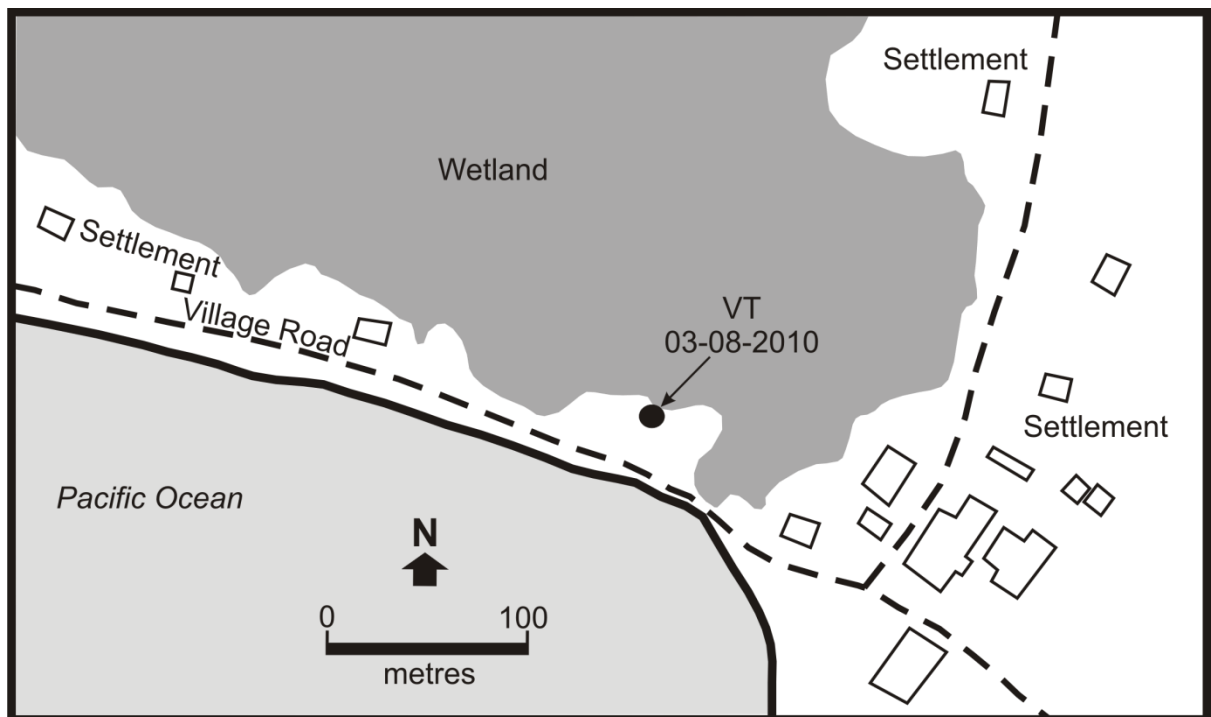 Settlement
Wetland
Settlement
Village Road
VT
03-08-2010
Settlement
Pacific Ocean
N
0 100
metres